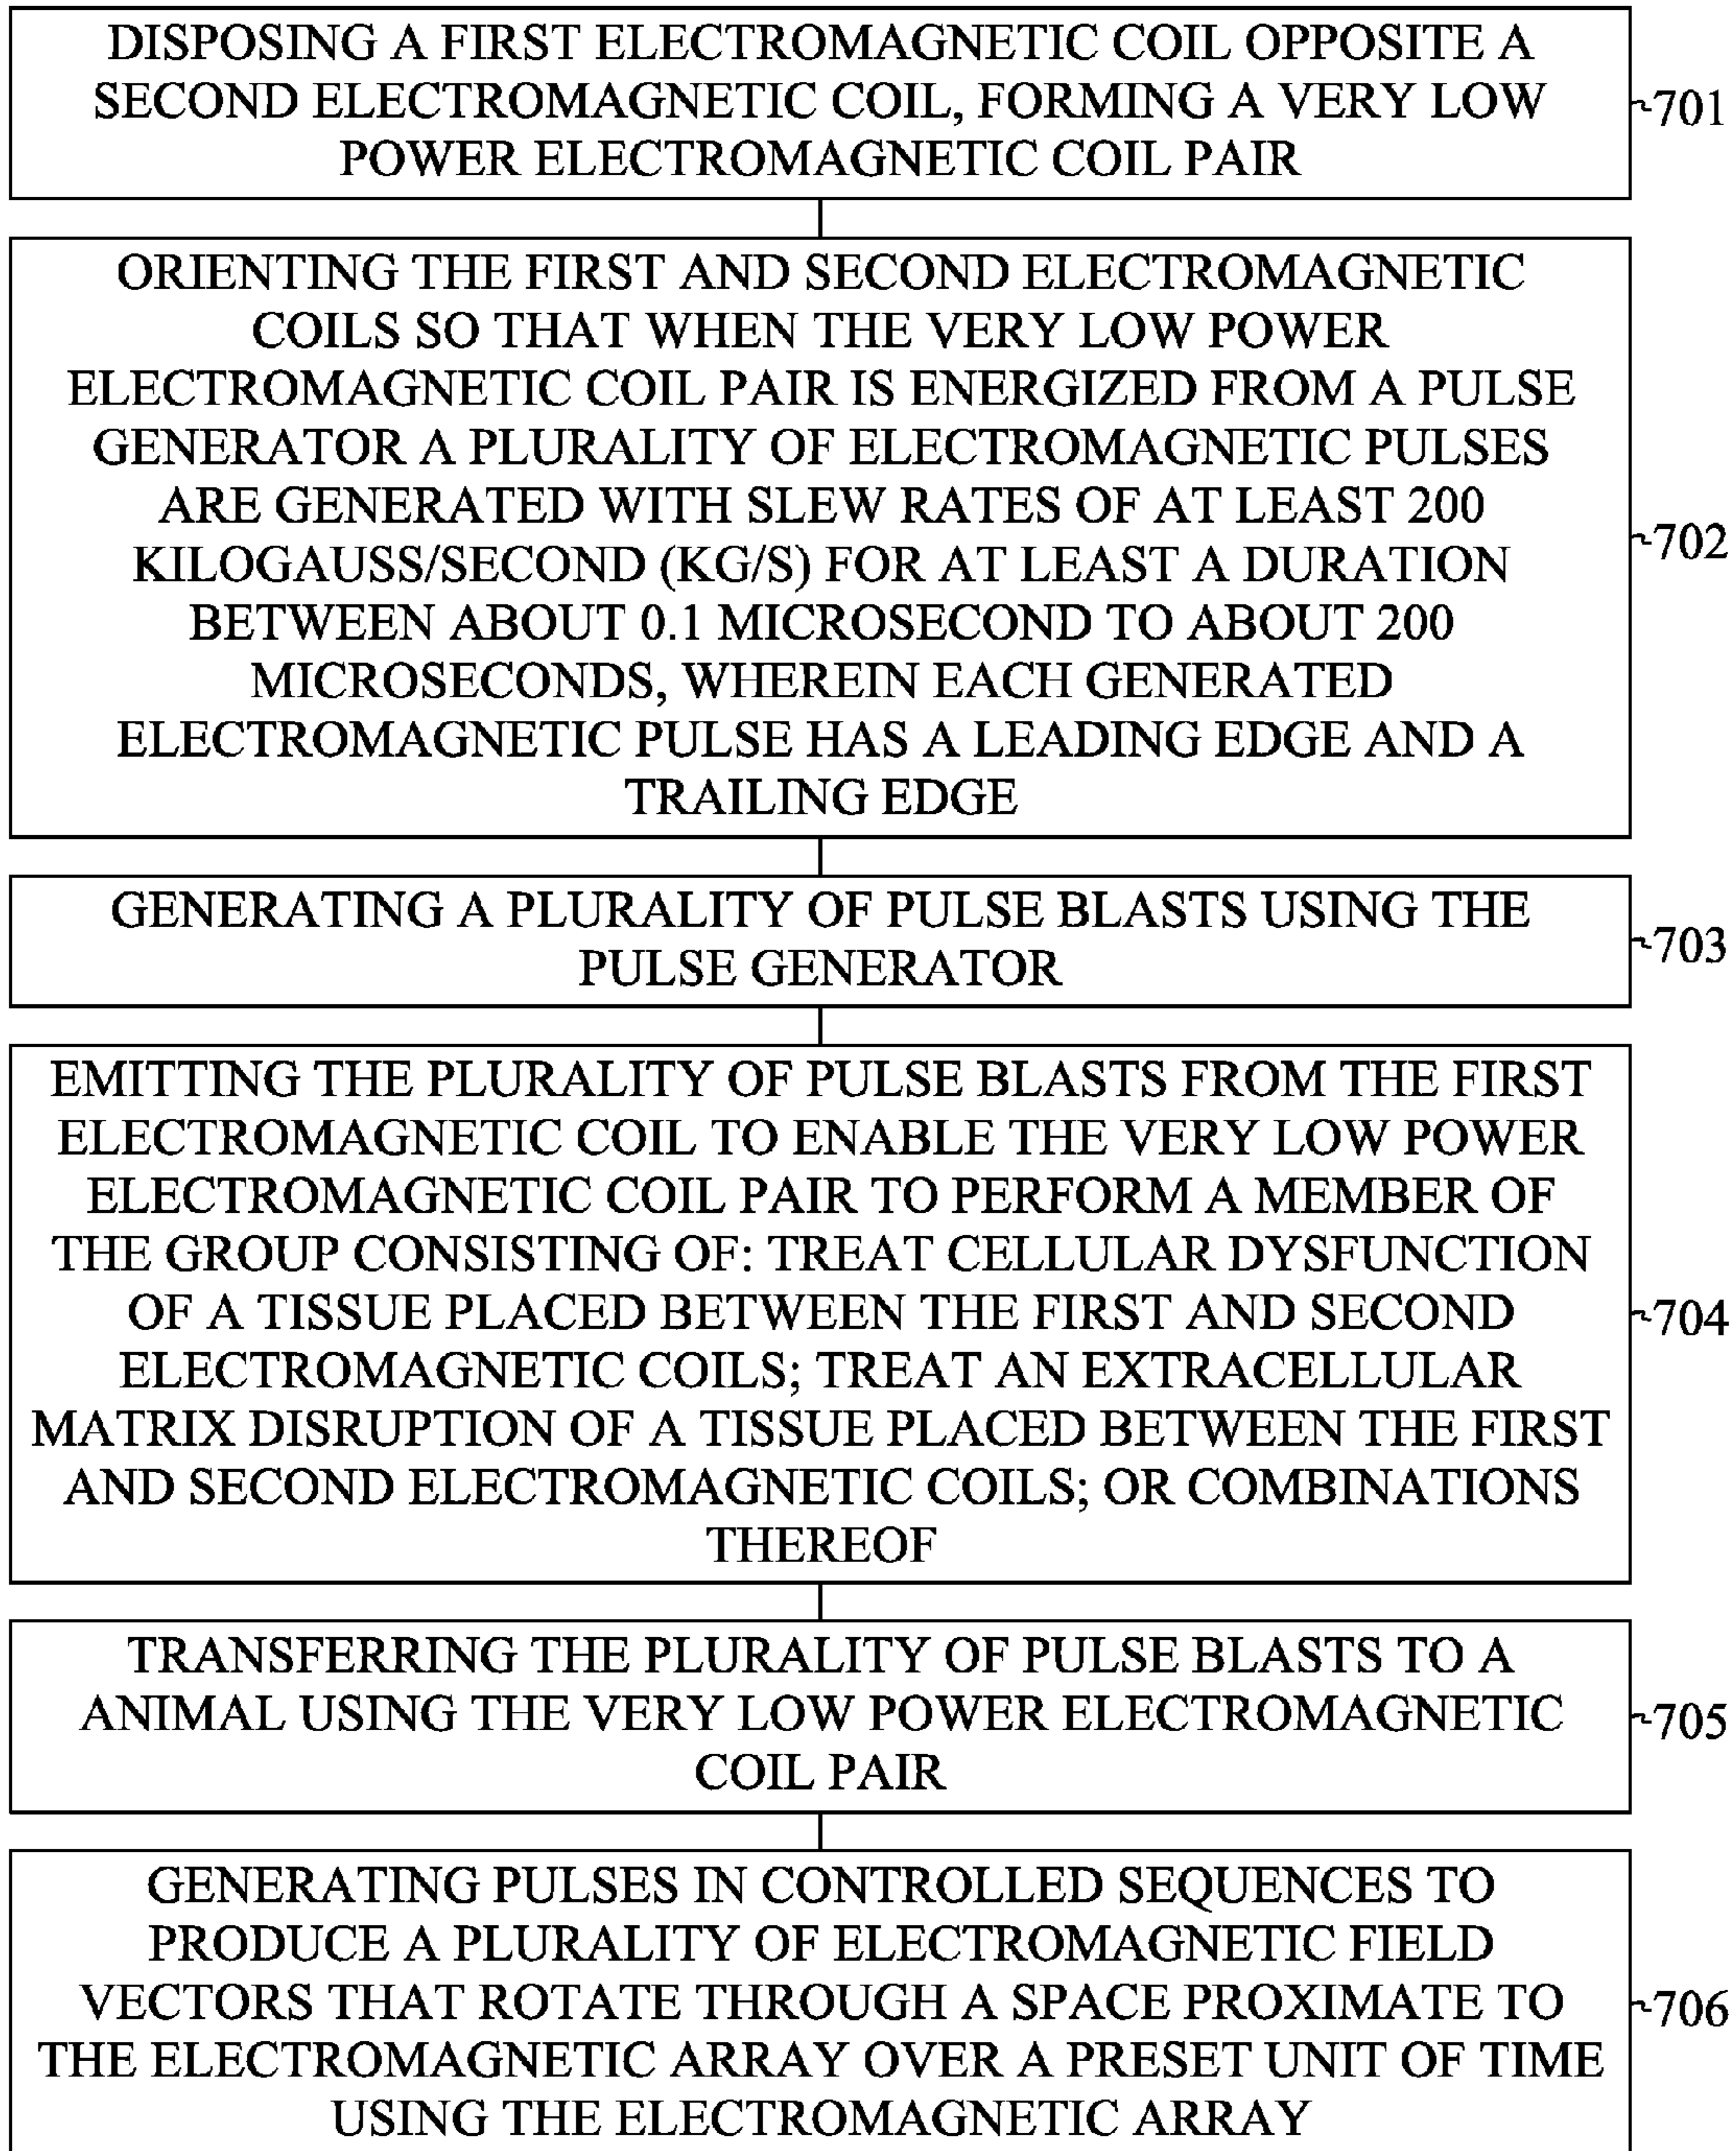 DISPOSING A FIRST ELECTROMAGNETIC COIL OPPOSITE A
SECOND ELECTROMAGNETIC COIL, FORMING A VERY LOW
POWER ELECTROMAGNETIC COIL PAIR
701
ORIENTING THE FIRST AND SECOND ELECTROMAGNETIC
COILS SO THAT WHEN THE VERY LOW POWER
ELECTROMAGNETIC COIL PAIR IS ENERGIZED FROM A PULSE
GENERATOR A PLURALITY OF ELECTROMAGNETIC PULSES
ARE GENERATED WITH SLEW RATES OF AT LEAST 200
KILOGAUSS/SECOND (KG/S) FOR AT LEAST A DURATION
BETWEEN ABOUT 0.1 MICROSECOND TO ABOUT 200
MICROSECONDS, WHEREIN EACH GENERATED
ELECTROMAGNETIC PULSE HAS A LEADING EDGE AND A
TRAILING EDGE
702
GENERATING A PLURALITY OF PULSE BLASTS USING THE
PULSE GENERATOR
703
EMITTING THE PLURALITY OF PULSE BLASTS FROM THE FIRST
ELECTROMAGNETIC COIL TO ENABLE THE VERY LOW POWER
ELECTROMAGNETIC COIL PAIR TO PERFORM A MEMBER OF
THE GROUP CONSISTING OF: TREAT CELLULAR DYSFUNCTION
OF A TISSUE PLACED BETWEEN THE FIRST AND SECOND
ELECTROMAGNETIC COILS; TREAT AN EXTRACELLULAR
MATRIX DISRUPTION OF A TISSUE PLACED BETWEEN THE FIRST
AND SECOND ELECTROMAGNETIC COILS; OR COMBINATIONS
THEREOF
704
TRANSFERRING THE PLURALITY OF PULSE BLASTS TO A
ANIMAL USING THE VERY LOW POWER ELECTROMAGNETIC
COIL PAIR
705
GENERATING PULSES IN CONTROLLED SEQUENCES TO
PRODUCE A PLURALITY OF ELECTROMAGNETIC FIELD
VECTORS THAT ROTATE THROUGH A SPACE PROXIMATE TO
THE ELECTROMAGNETIC ARRAY OVER A PRESET UNIT OF TIME
USING THE ELECTROMAGNETIC ARRAY
706